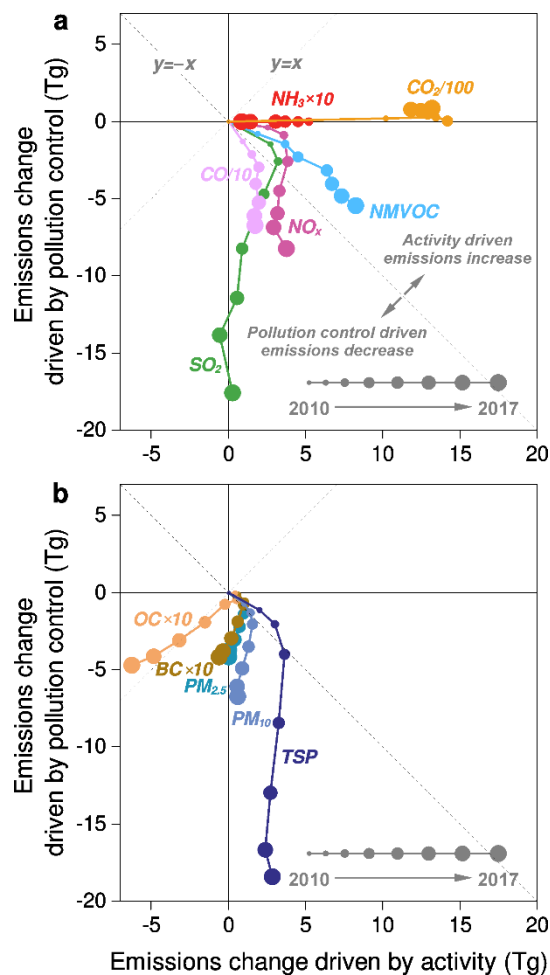 a
5
0
-5
-10
-15
-20
-5
0
5
10
15
20
Emissions change
driven by pollution control (Tg)
y=−x
y=x
NH₃×10
CO₂/100
CO/10
NOₓ
NMVOC
SO₂
Activity driven
emissions increase
Pollution control driven
emissions decrease
2010
2017
b
5
0
-5
-10
-15
-20
-5
0
5
10
15
20
Emissions change
driven by pollution control (Tg)
OC×10
BC×10
PM₂.₅
PM₁₀
TSP
2010
2017
Emissions change driven by activity (Tg)